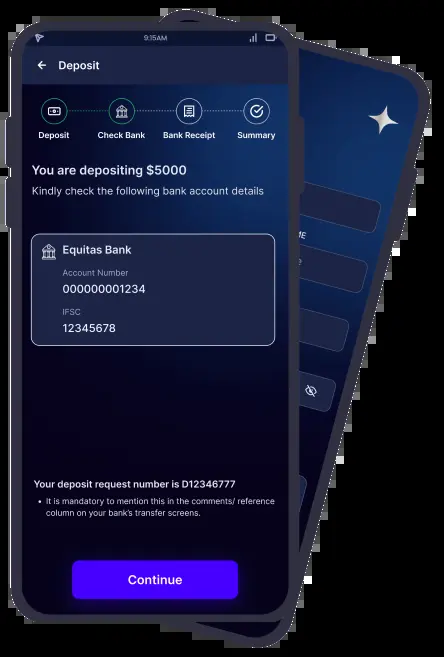 9:15AM
Deposit
Deposit
Check Bank
Bank Receipt
Summary
You are depositing $5000
Kindly check the following bank account details
Equitas Bank
Account Number
000000001234
IFSC
12345678
Your deposit request number is D12346777
• It is mandatory to mention this in the comments/ reference
column on your bank's transfer screens.
Continue
ME
e